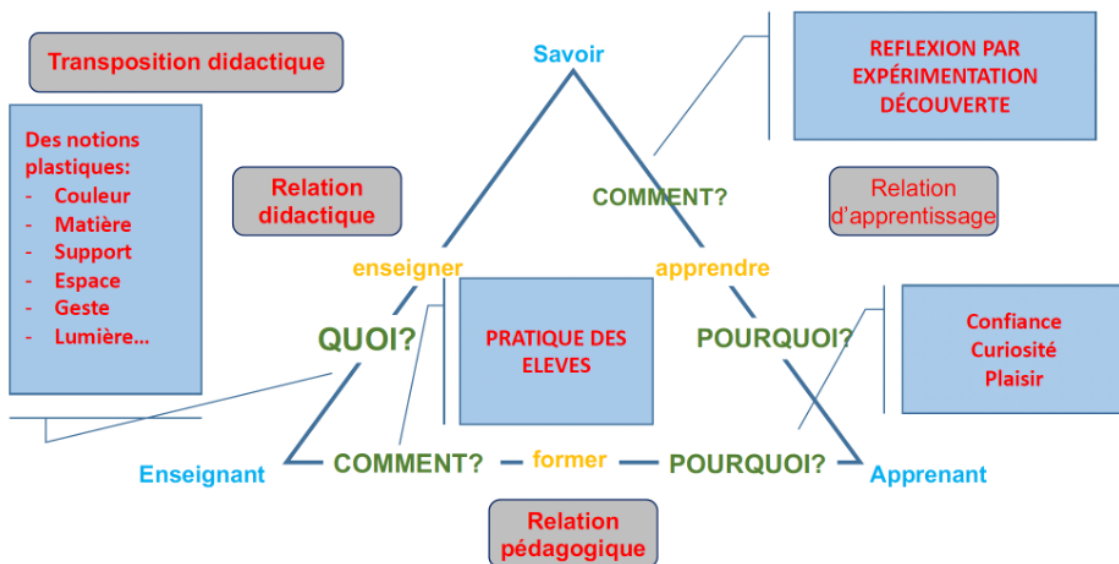 Transposition didactique
Savoir
REFLEXION PAR
EXPÉRIMENTATION
DÉCOUVERTE
Des notions
plastiques:
- Couleur
- Matière
- Support
- Espace
- Geste
- Lumière...
Relation
didactique
COMMENT?
Relation
d'apprentissage
enseigner
apprendre
QUOI?
PRATIQUE DES
ELEVES
POURQUOI?
Confiance
Curiosité
Plaisir
Enseignant
COMMENT?
former
POURQUOI?
Apprenant
Relation
pédagogique